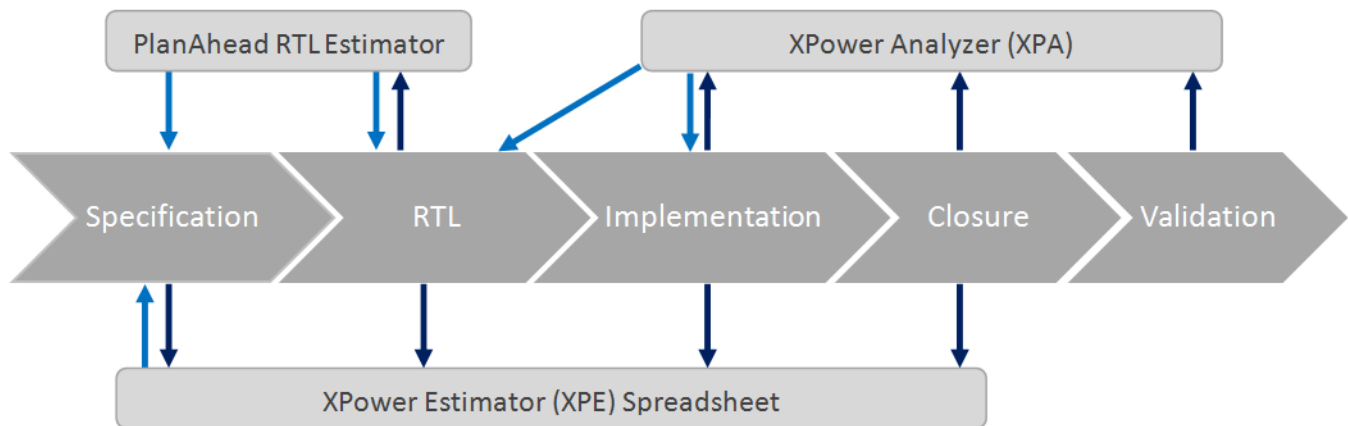 PlanAhead RTL Estimator
XPower Analyzer (XPA)
Specification
RTL
Implementation
Closure
Validation
XPower Estimator (XPE) Spreadsheet